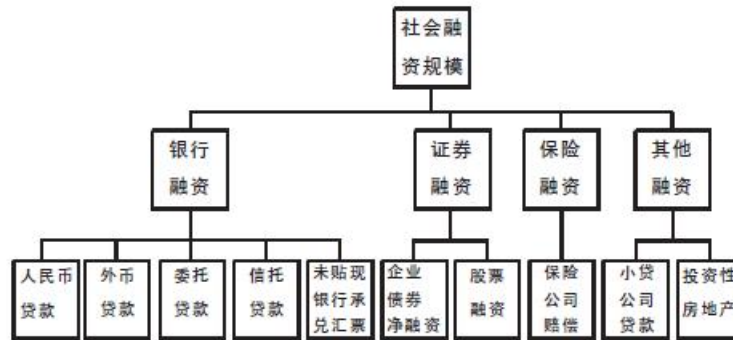 社会融
资规模
银行
融资
证券
融资
保险
融资
其他
融资
人民币
贷款
外币
贷款
委托
贷款
信托
贷款
未贴现
银行承
兑汇票
企业
债券
净融资
股票
融资
保险
公司
赔偿
小贷
公司
贷款
投资性
房地产